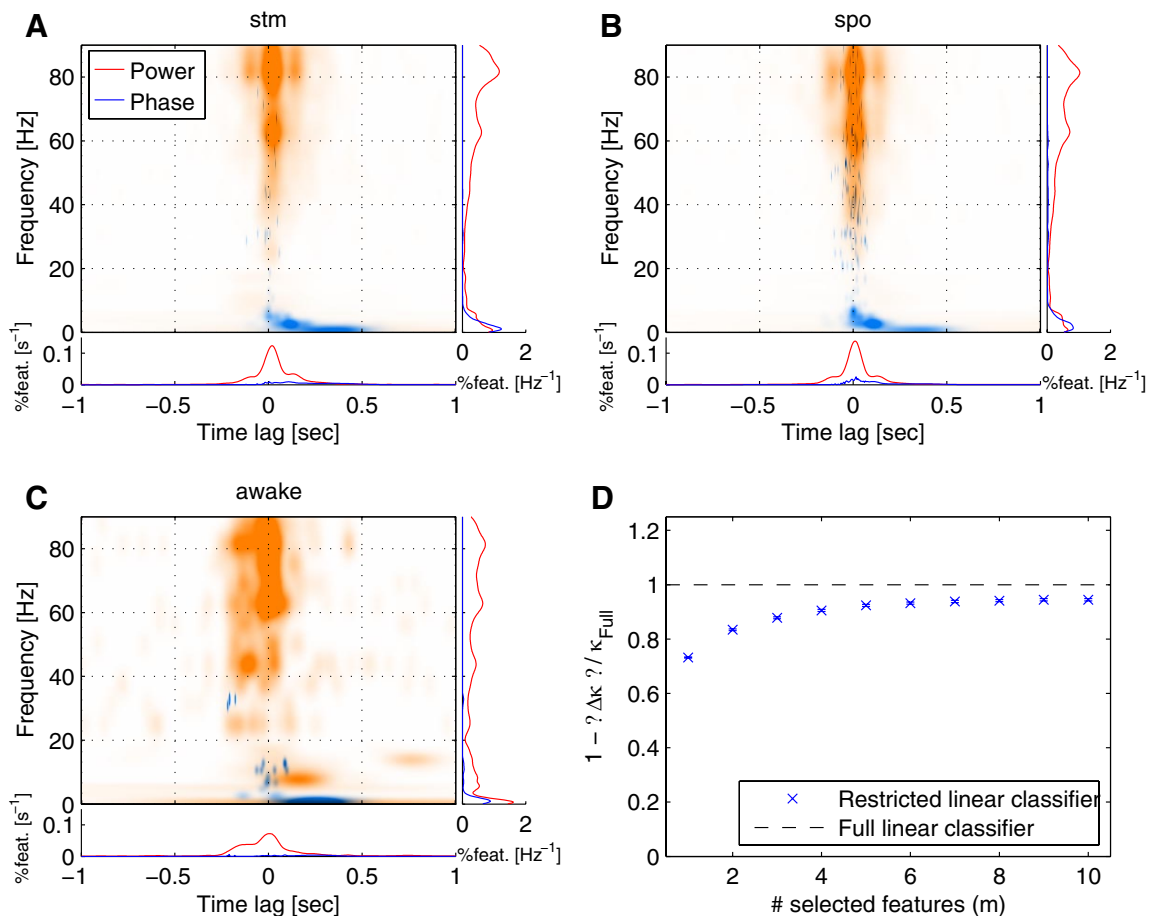 A
stm
Power
Phase
Frequency [Hz]
80
60
40
20
0
%feat. [s⁻¹]
0.1
0
−1
−0.5
0
0.5
1
Time lag [sec]
0
2
%feat. [Hz⁻¹]
B
spo
Frequency [Hz]
80
60
40
20
0
%feat. [s⁻¹]
0.1
0
−1
−0.5
0
0.5
1
Time lag [sec]
0
2
%feat. [Hz⁻¹]
C
awake
Frequency [Hz]
80
60
40
20
0
%feat. [s⁻¹]
0.1
0
−1
−0.5
0
0.5
1
Time lag [sec]
0
2
%feat. [Hz⁻¹]
D
1 − ? Δκ ? / κFull
1.2
1
0.8
0.6
0.4
0.2
0
Restricted linear classifier
Full linear classifier
2
4
6
8
10
# selected features (m)